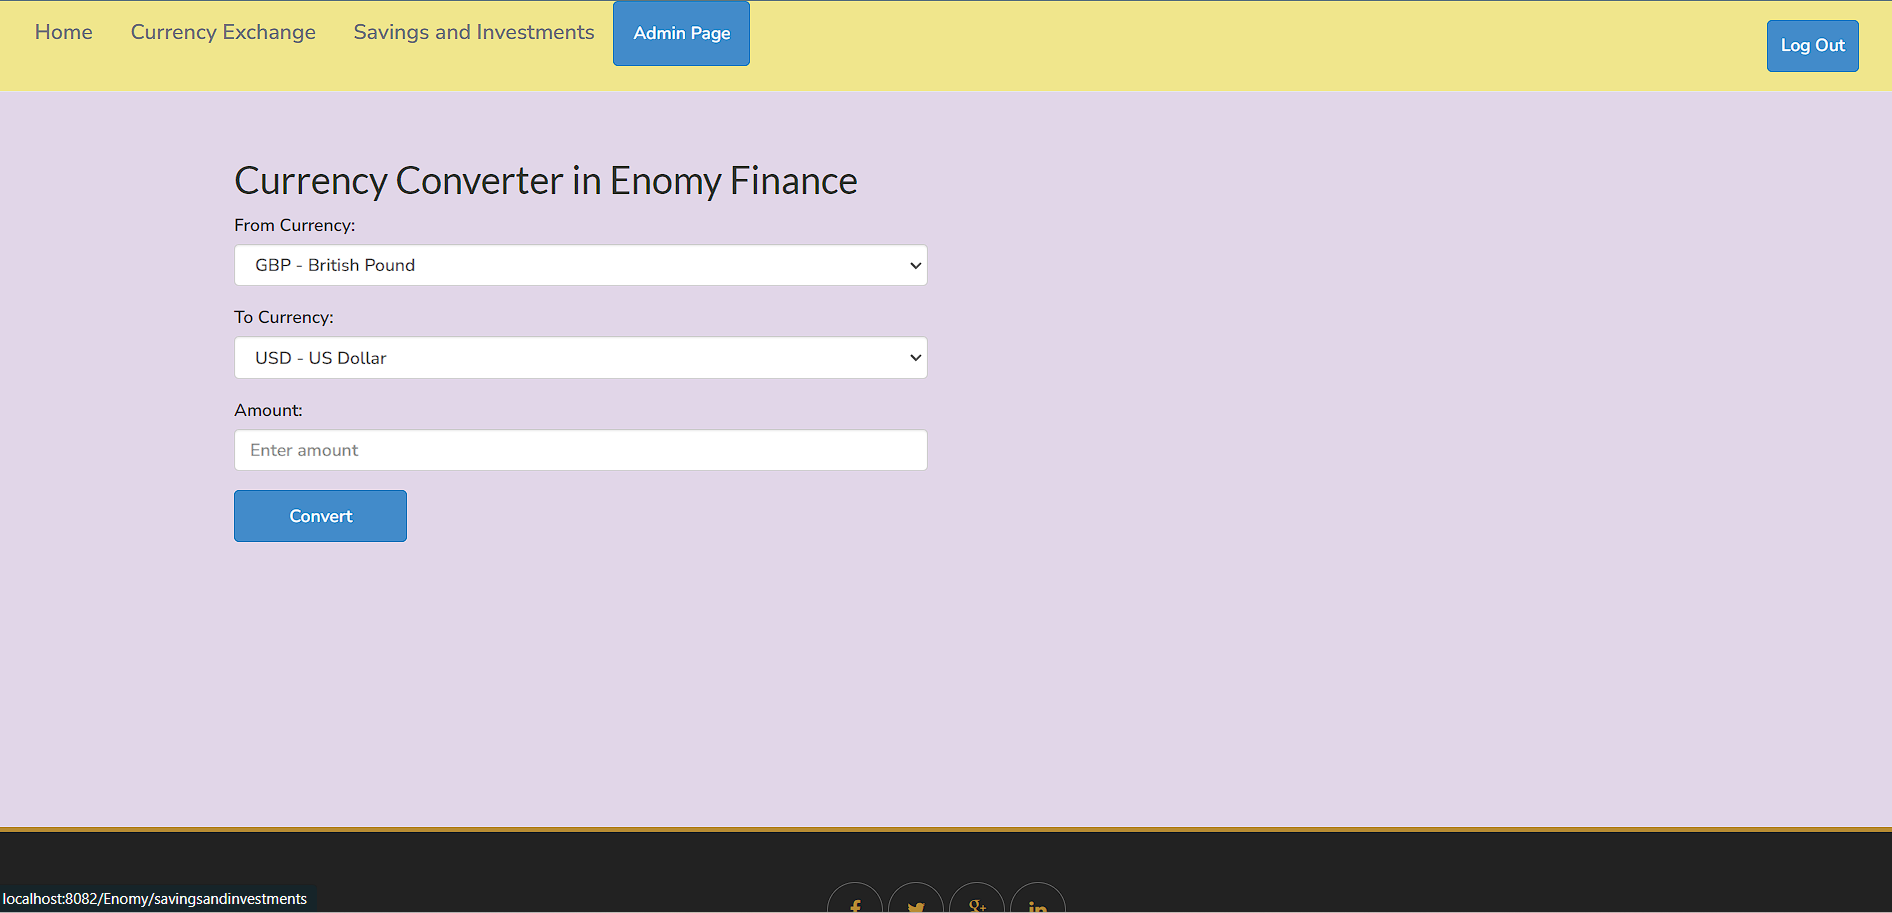 Home Currency Exchange Savings and Investments Admin Page Log Out
Currency Converter in Enomy Finance
From Currency:
GBP - British Pound
To Currency:
USD - US Dollar
Amount:
Enter amount
Convert
localhost:8082/Enomy/savingsandinvestments